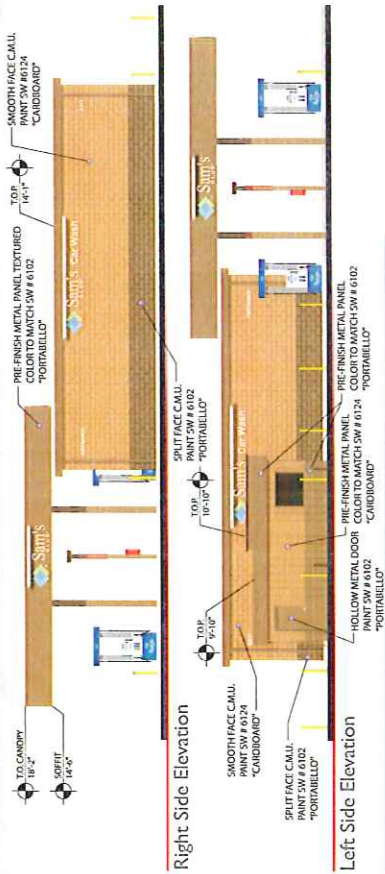 T.O. CANOPY
18'-2"
SOFFIT
14'-6"
Sam's
CLUB
PRE-FINISH METAL PANEL TEXTURED
COLOR TO MATCH SW # 6102
"PORTABELLO"
T.O.P.
14'-1"
SMOOTH FACE C.M.U.
PAINT SW #6124
"CARDBOARD"
Sam's Car Wash
SPLIT FACE C.M.U.
PAINT SW # 6102
"PORTABELLO"
Right Side Elevation
SMOOTH FACE C.M.U.
PAINT SW # 6124
"CARDBOARD"
T.O.P.
9'-10"
T.O.P.
10'-10"
Sam's Car Wash
Sam's
CLUB
SPLIT FACE C.M.U.
PAINT SW # 6102
"PORTABELLO"
HOLLOW METAL DOOR
PAINT SW # 6102
"PORTABELLO"
PRE-FINISH METAL PANEL
COLOR TO MATCH SW # 6124
"CARDBOARD"
PRE-FINISH METAL PANEL
COLOR TO MATCH SW # 6102
"PORTABELLO"
Left Side Elevation